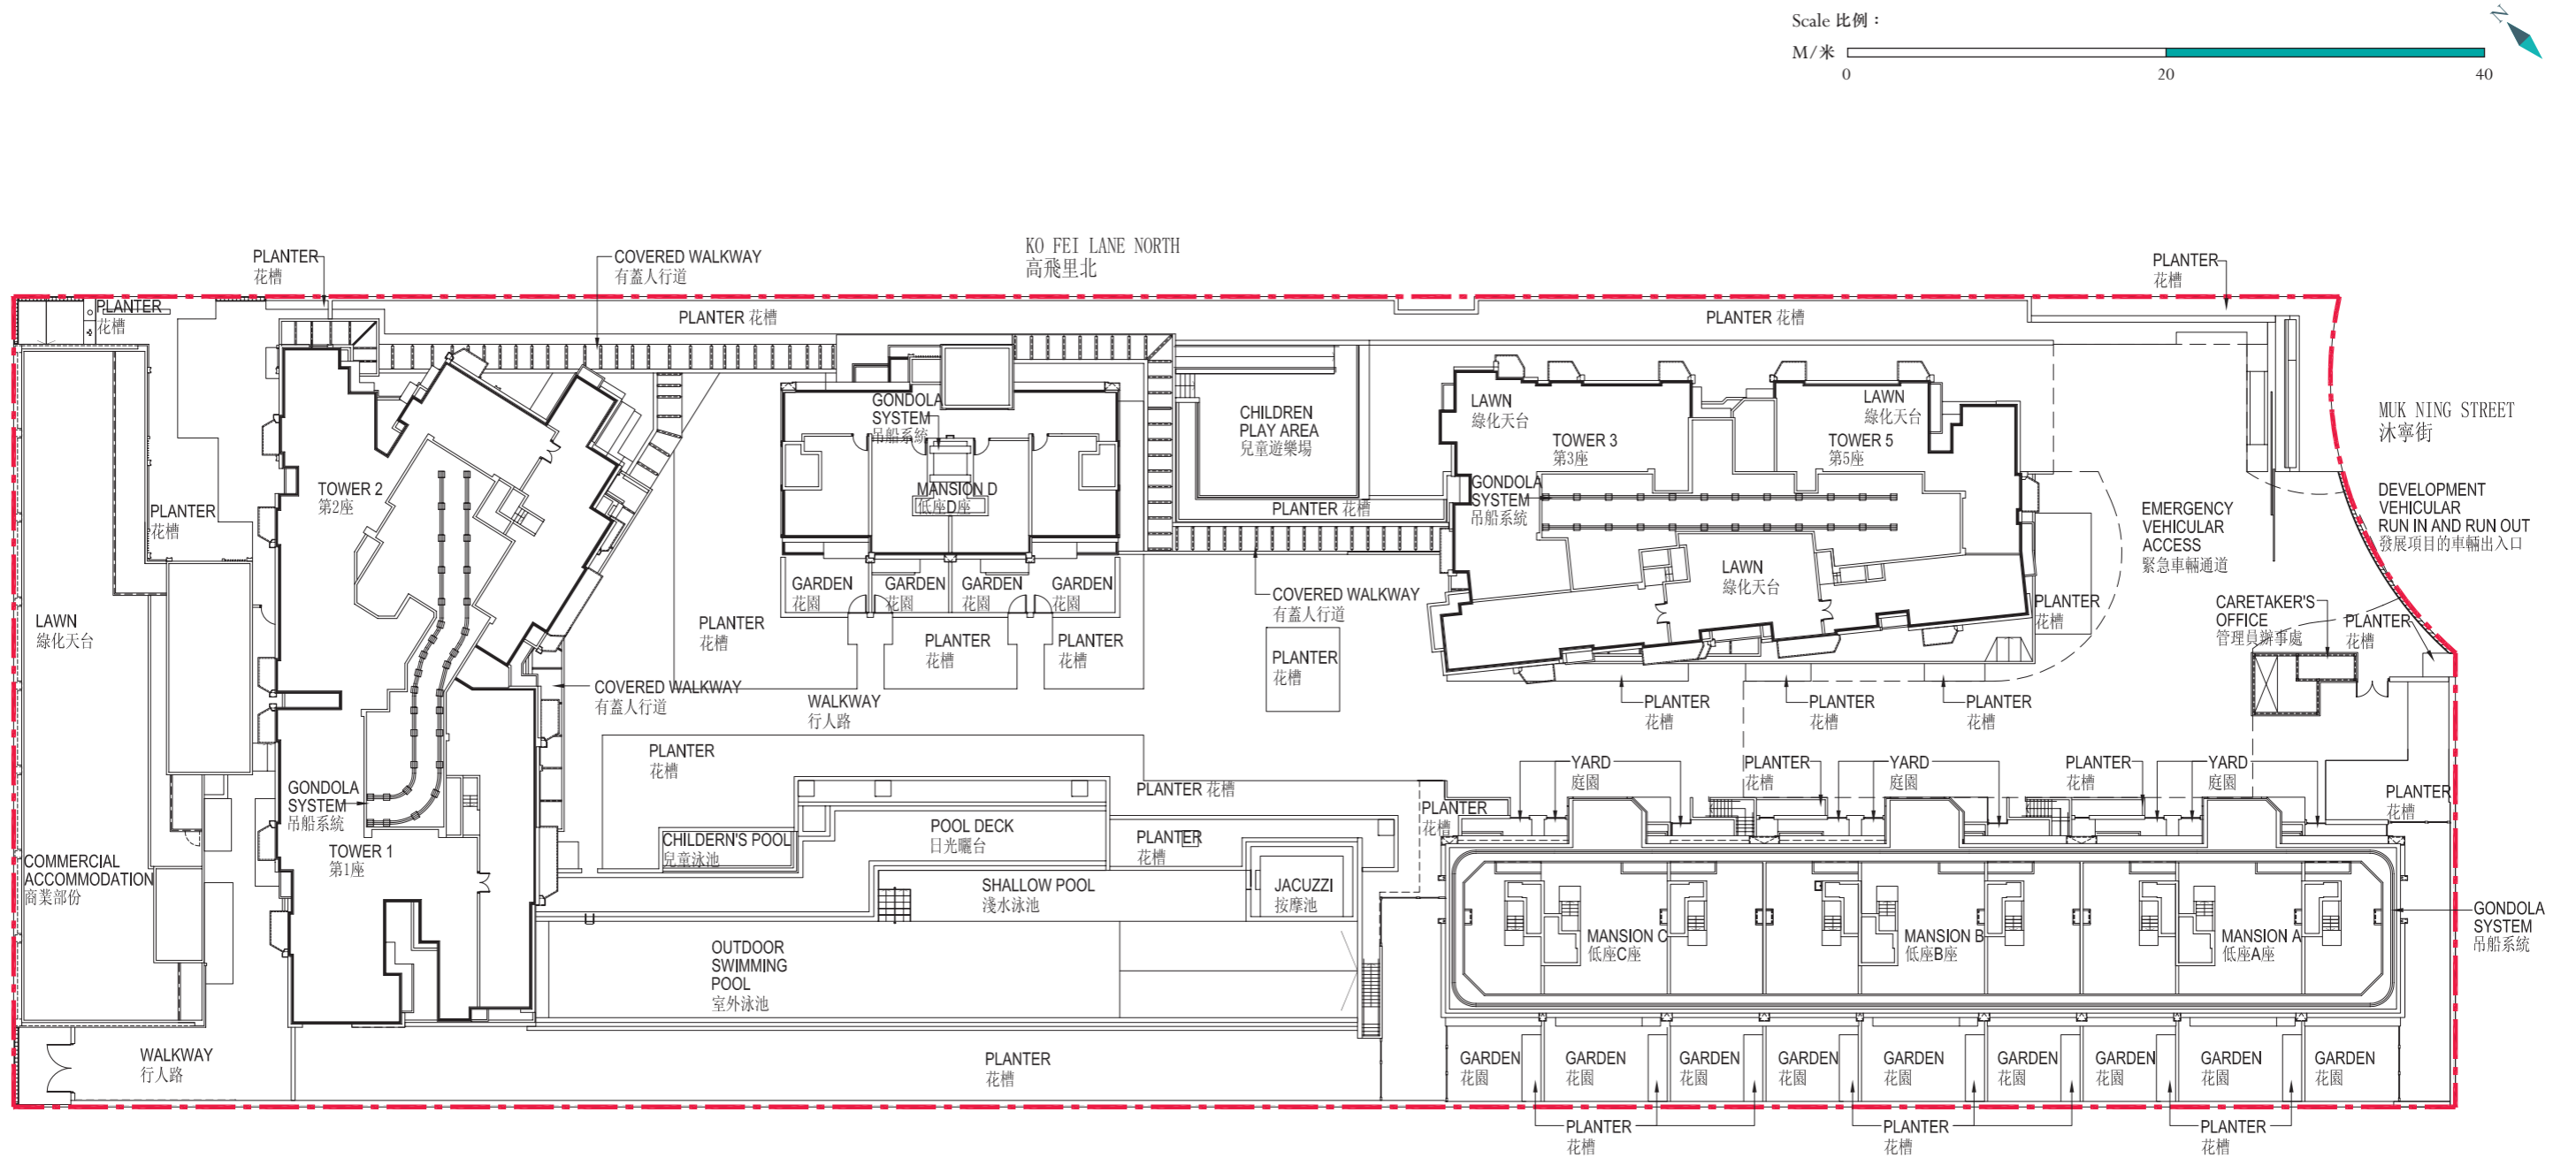 Scale 比例 :
M/米
0
20
40
N
KO FEI LANE NORTH
高飛里北
PLANTER
花槽
COVERED WALKWAY
有蓋人行道
PLANTER
花槽
PLANTER
花槽
PLANTER 花槽
PLANTER 花槽
MUK NING STREET
沐寧街
LAWN
綠化天台
LAWN
綠化天台
GONDOLA
SYSTEM
吊船系統
CHILDREN
PLAY AREA
兒童遊樂場
TOWER 3
第3座
TOWER 5
第5座
TOWER 2
第2座
MANSION D
低座D座
GONDOLA
SYSTEM
吊船系統
PLANTER
花槽
PLANTER 花槽
EMERGENCY
VEHICULAR
ACCESS
緊急車輛通道
DEVELOPMENT
VEHICULAR
RUN IN AND RUN OUT
發展項目的車輛出入口
GARDEN
花園
GARDEN
花園
GARDEN
花園
GARDEN
花園
LAWN
綠化天台
COVERED WALKWAY
有蓋人行道
PLANTER
花槽
CARETAKER'S
OFFICE
管理員辦事處
PLANTER
花槽
LAWN
綠化天台
PLANTER
花槽
PLANTER
花槽
PLANTER
花槽
PLANTER
花槽
COVERED WALKWAY
有蓋人行道
WALKWAY
行人路
PLANTER
花槽
PLANTER
花槽
PLANTER
花槽
PLANTER
花槽
YARD
庭園
PLANTER
花槽
YARD
庭園
PLANTER
花槽
YARD
庭園
PLANTER 花槽
PLANTER
花槽
PLANTER
花槽
GONDOLA
SYSTEM
吊船系統
TOWER 1
第1座
CHILDERN'S POOL
兒童泳池
POOL DECK
日光曬台
PLANTER
花槽
COMMERCIAL
ACCOMMODATION
商業部份
SHALLOW POOL
淺水泳池
JACUZZI
按摩池
GONDOLA
SYSTEM
吊船系統
OUTDOOR
SWIMMING
POOL
室外泳池
MANSION C
低座C座
MANSION B
低座B座
MANSION A
低座A座
WALKWAY
行人路
PLANTER
花槽
GARDEN
花園
GARDEN
花園
GARDEN
花園
GARDEN
花園
GARDEN
花園
GARDEN
花園
GARDEN
花園
GARDEN
花園
GARDEN
花園
PLANTER
花槽
PLANTER
花槽
PLANTER
花槽